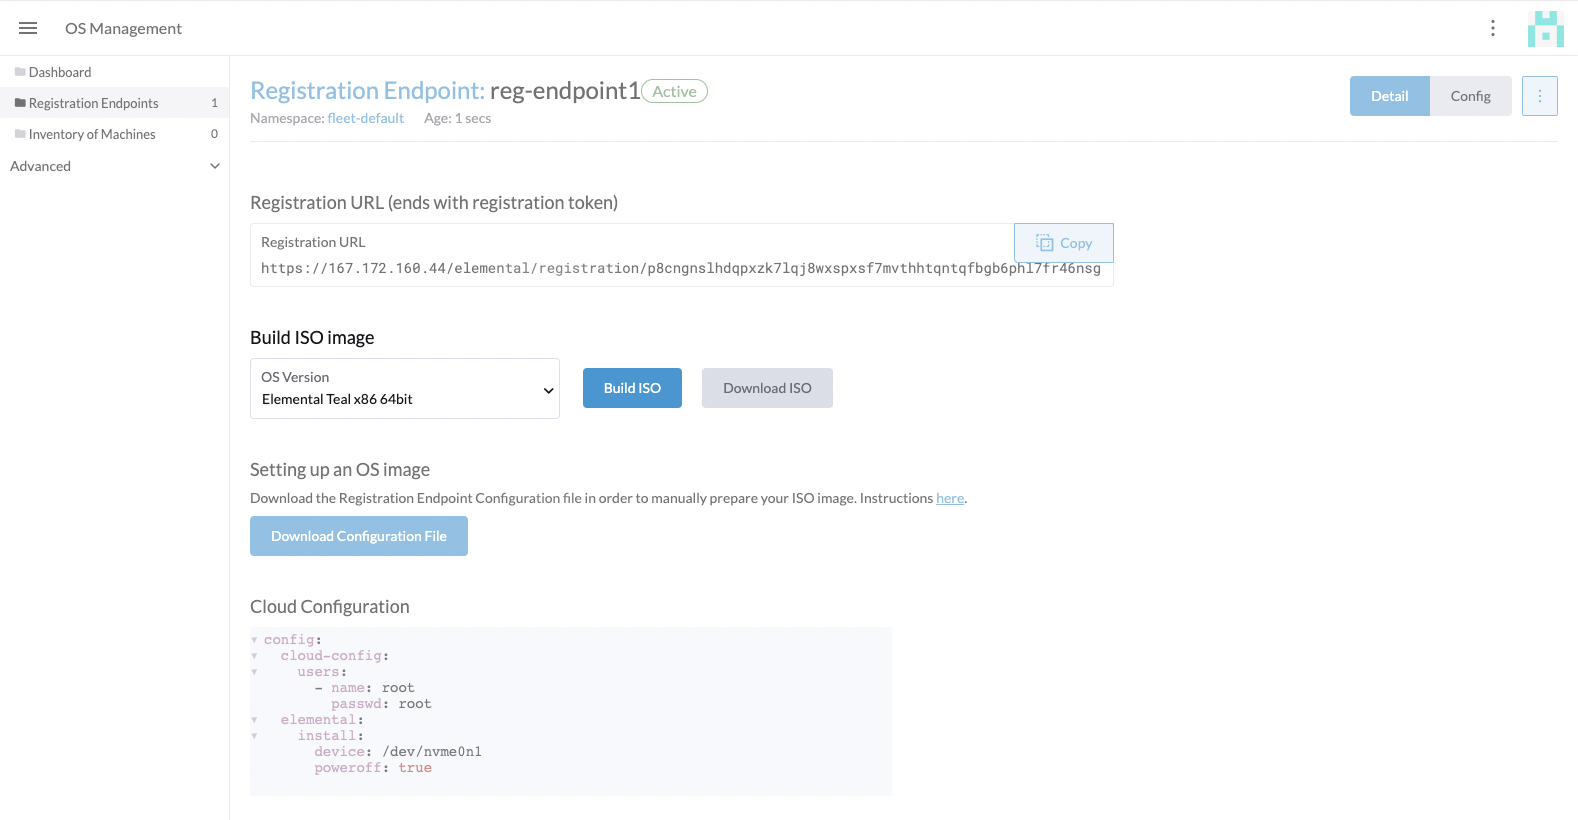 OS Management
Dashboard
Registration Endpoints 1
Inventory of Machines 0
Advanced
Registration Endpoint: reg-endpoint1 Active
Namespace: fleet-default Age: 1 secs
Detail Config
Registration URL (ends with registration token)
Registration URL
Copy
https://167.172.160.44/elemental/registration/p8cngnslhdqpxzk7lqj8wxspxsf7mvthhtqntqfbgb6phl7fr46nsg
Build ISO image
OS Version
Elemental Teal x86 64bit
Build ISO
Download ISO
Setting up an OS image
Download the Registration Endpoint Configuration file in order to manually prepare your ISO image. Instructions here.
Download Configuration File
Cloud Configuration
config:
cloud-config:
users:
- name: root
passwd: root
elemental:
install:
device: /dev/nvme0n1
poweroff: true